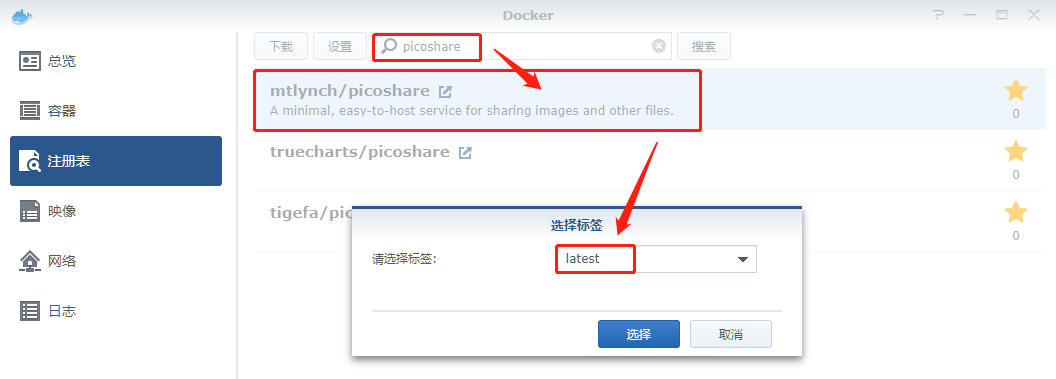 Docker
总览
容器
注册表
映像
网络
日志
下载 设置 picoshare 搜索
mtlynch/picoshare
A minimal, easy-to-host service for sharing images and other files.
0
truecharts/picoshare
0
tigefa/pic
0
选择标签
请选择标签: latest
选择 取消